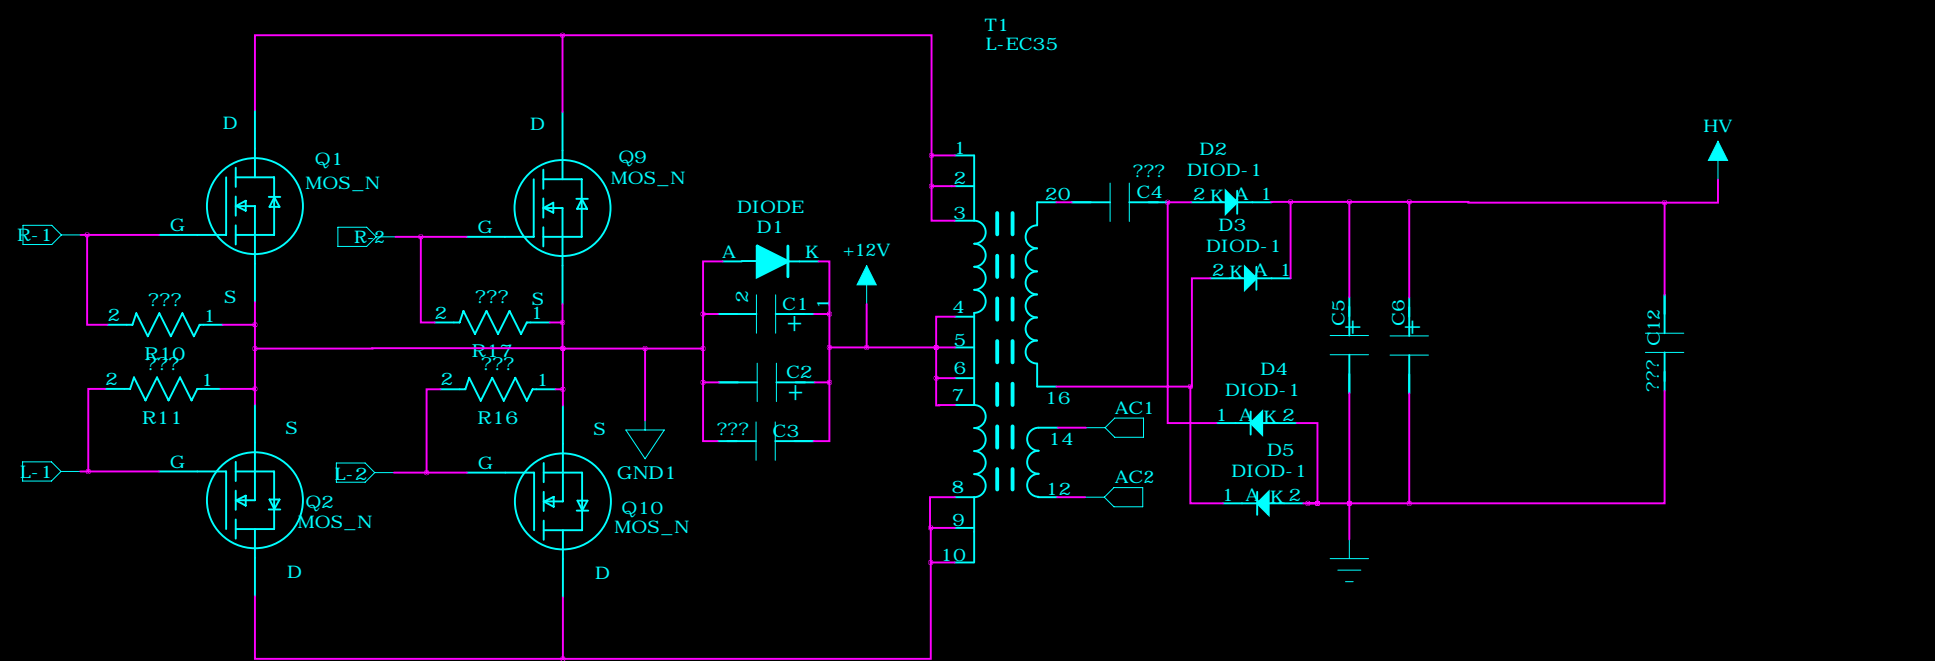 T1
L-EC35
D
Q1
MOS_N
G
S
R-1
???
2
1
R10
D
Q9
MOS_N
G
S
R-2
???
2
1
R17
???
2
1
R11
L-1
G
S
Q2
MOS_N
D
???
2
1
R16
L-2
G
S
Q10
MOS_N
D
GND1
DIODE
D1
A
K
2
C1
1
+
C2
+
???
C3
+12V
1
2
3
4
5
6
7
8
9
10
20
16
14
12
AC1
AC2
???
C4
D2
DIOD-1
2
K
A
1
D3
DIOD-1
2
K
A
1
D4
DIOD-1
1
A
K
2
D5
DIOD-1
1
A
K
2
C5
+
C6
+
C12
???
HV